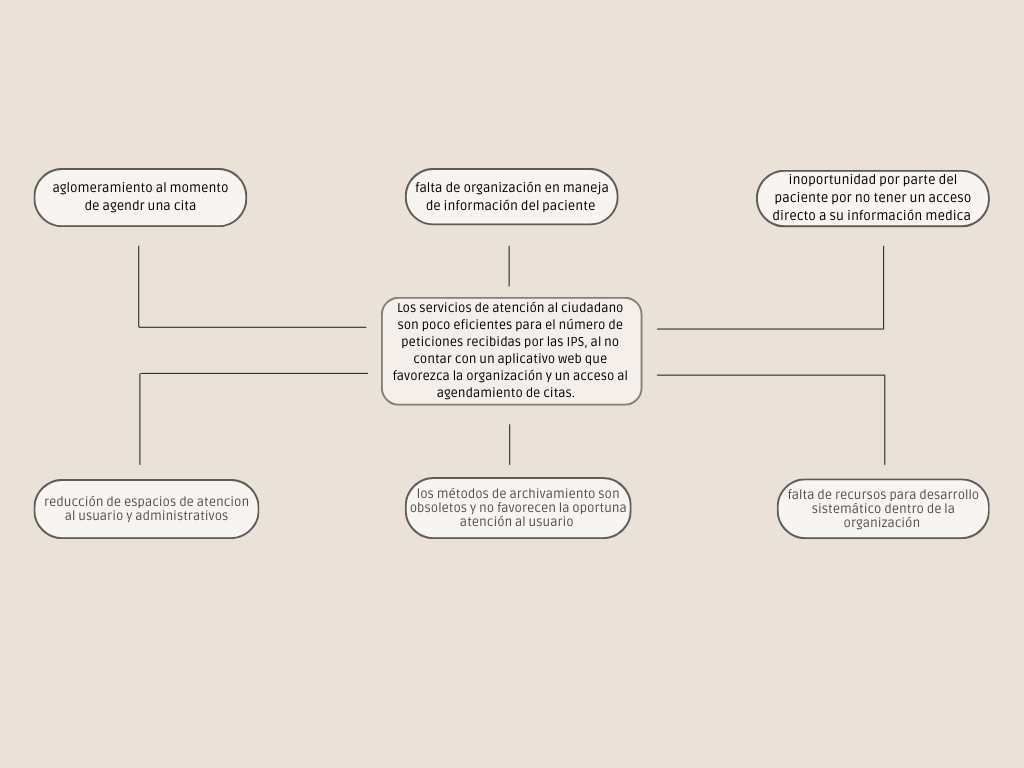 aglomeramiento al momento
de agendr una cita
falta de organización en maneja
de información del paciente
inoportunidad por parte del
paciente por no tener un acceso
directo a su información medica
Los servicios de atención al ciudadano
son poco eficientes para el número de
peticiones recibidas por las IPS, al no
contar con un aplicativo web que
favorezca la organización y un acceso al
agendamiento de citas.
reducción de espacios de atencion
al usuario y administrativos
los métodos de archivamiento son
obsoletos y no favorecen la oportuna
atención al usuario
falta de recursos para desarrollo
sistemático dentro de la
organización